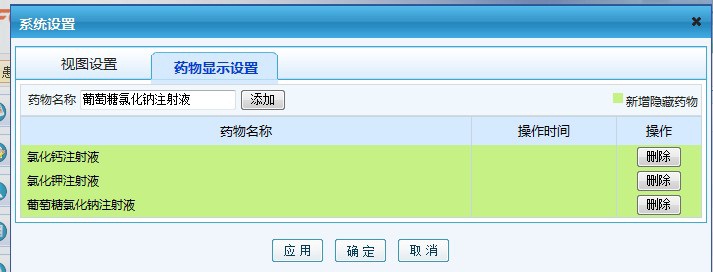 系统设置
视图设置 药物显示设置
药物名称 葡萄糖氯化钠注射液 添加 新增隐藏药物
药物名称 操作时间 操作
氯化钙注射液 删除
氯化钾注射液 删除
葡萄糖氯化钠注射液 删除
应用 确定 取消